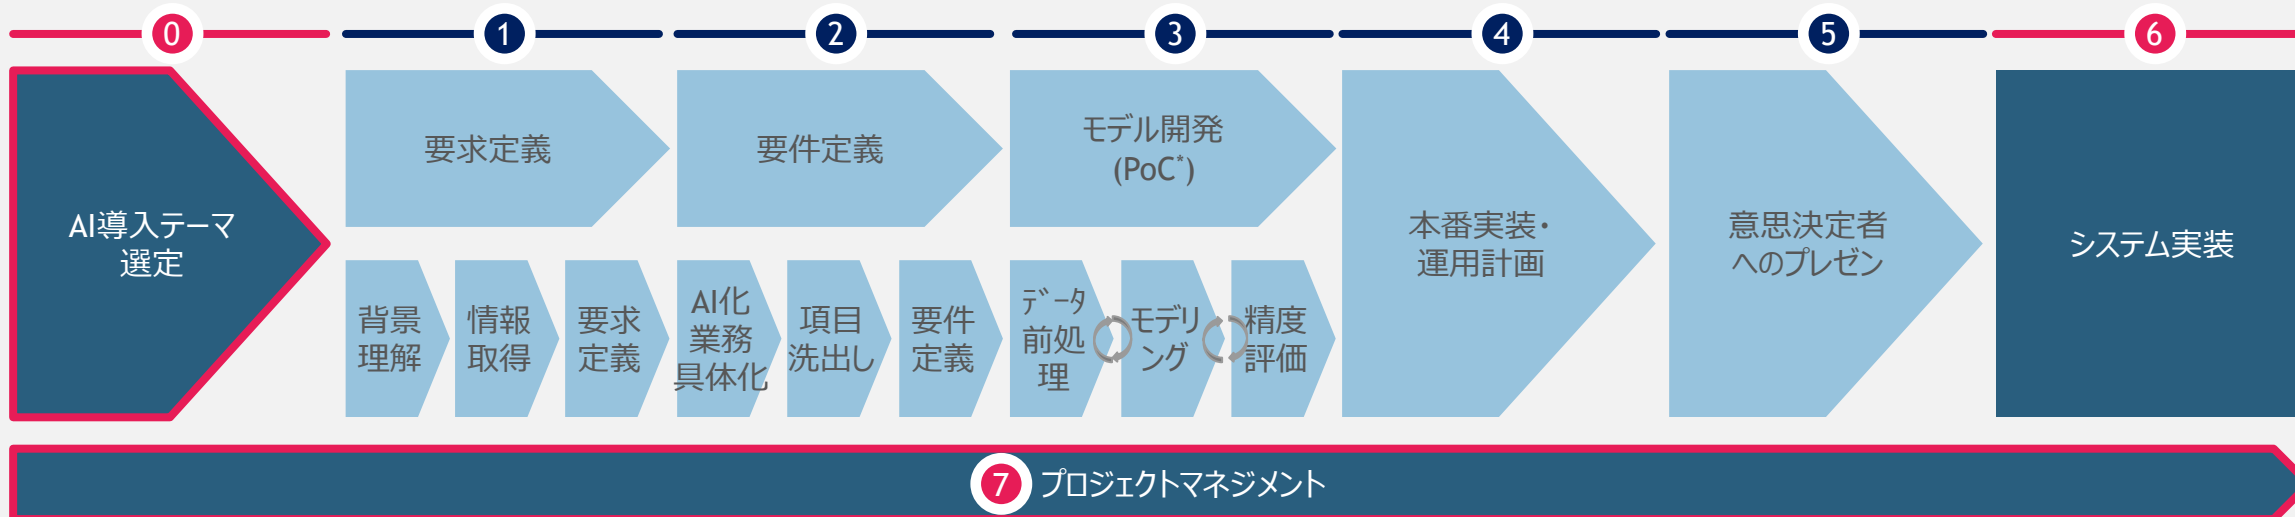 0
1
2
3
4
5
6
AI導入テーマ
選定
要求定義
要件定義
モデル開発
(PoC*)
背景
理解
情報
取得
要求
定義
AI化
業務
具体化
項目
洗出し
要件
定義
ﾃﾞｰﾀ
前処
理
モデリ
ング
精度
評価
本番実装・
運用計画
意思決定者
へのプレゼン
システム実装
7 プロジェクトマネジメント